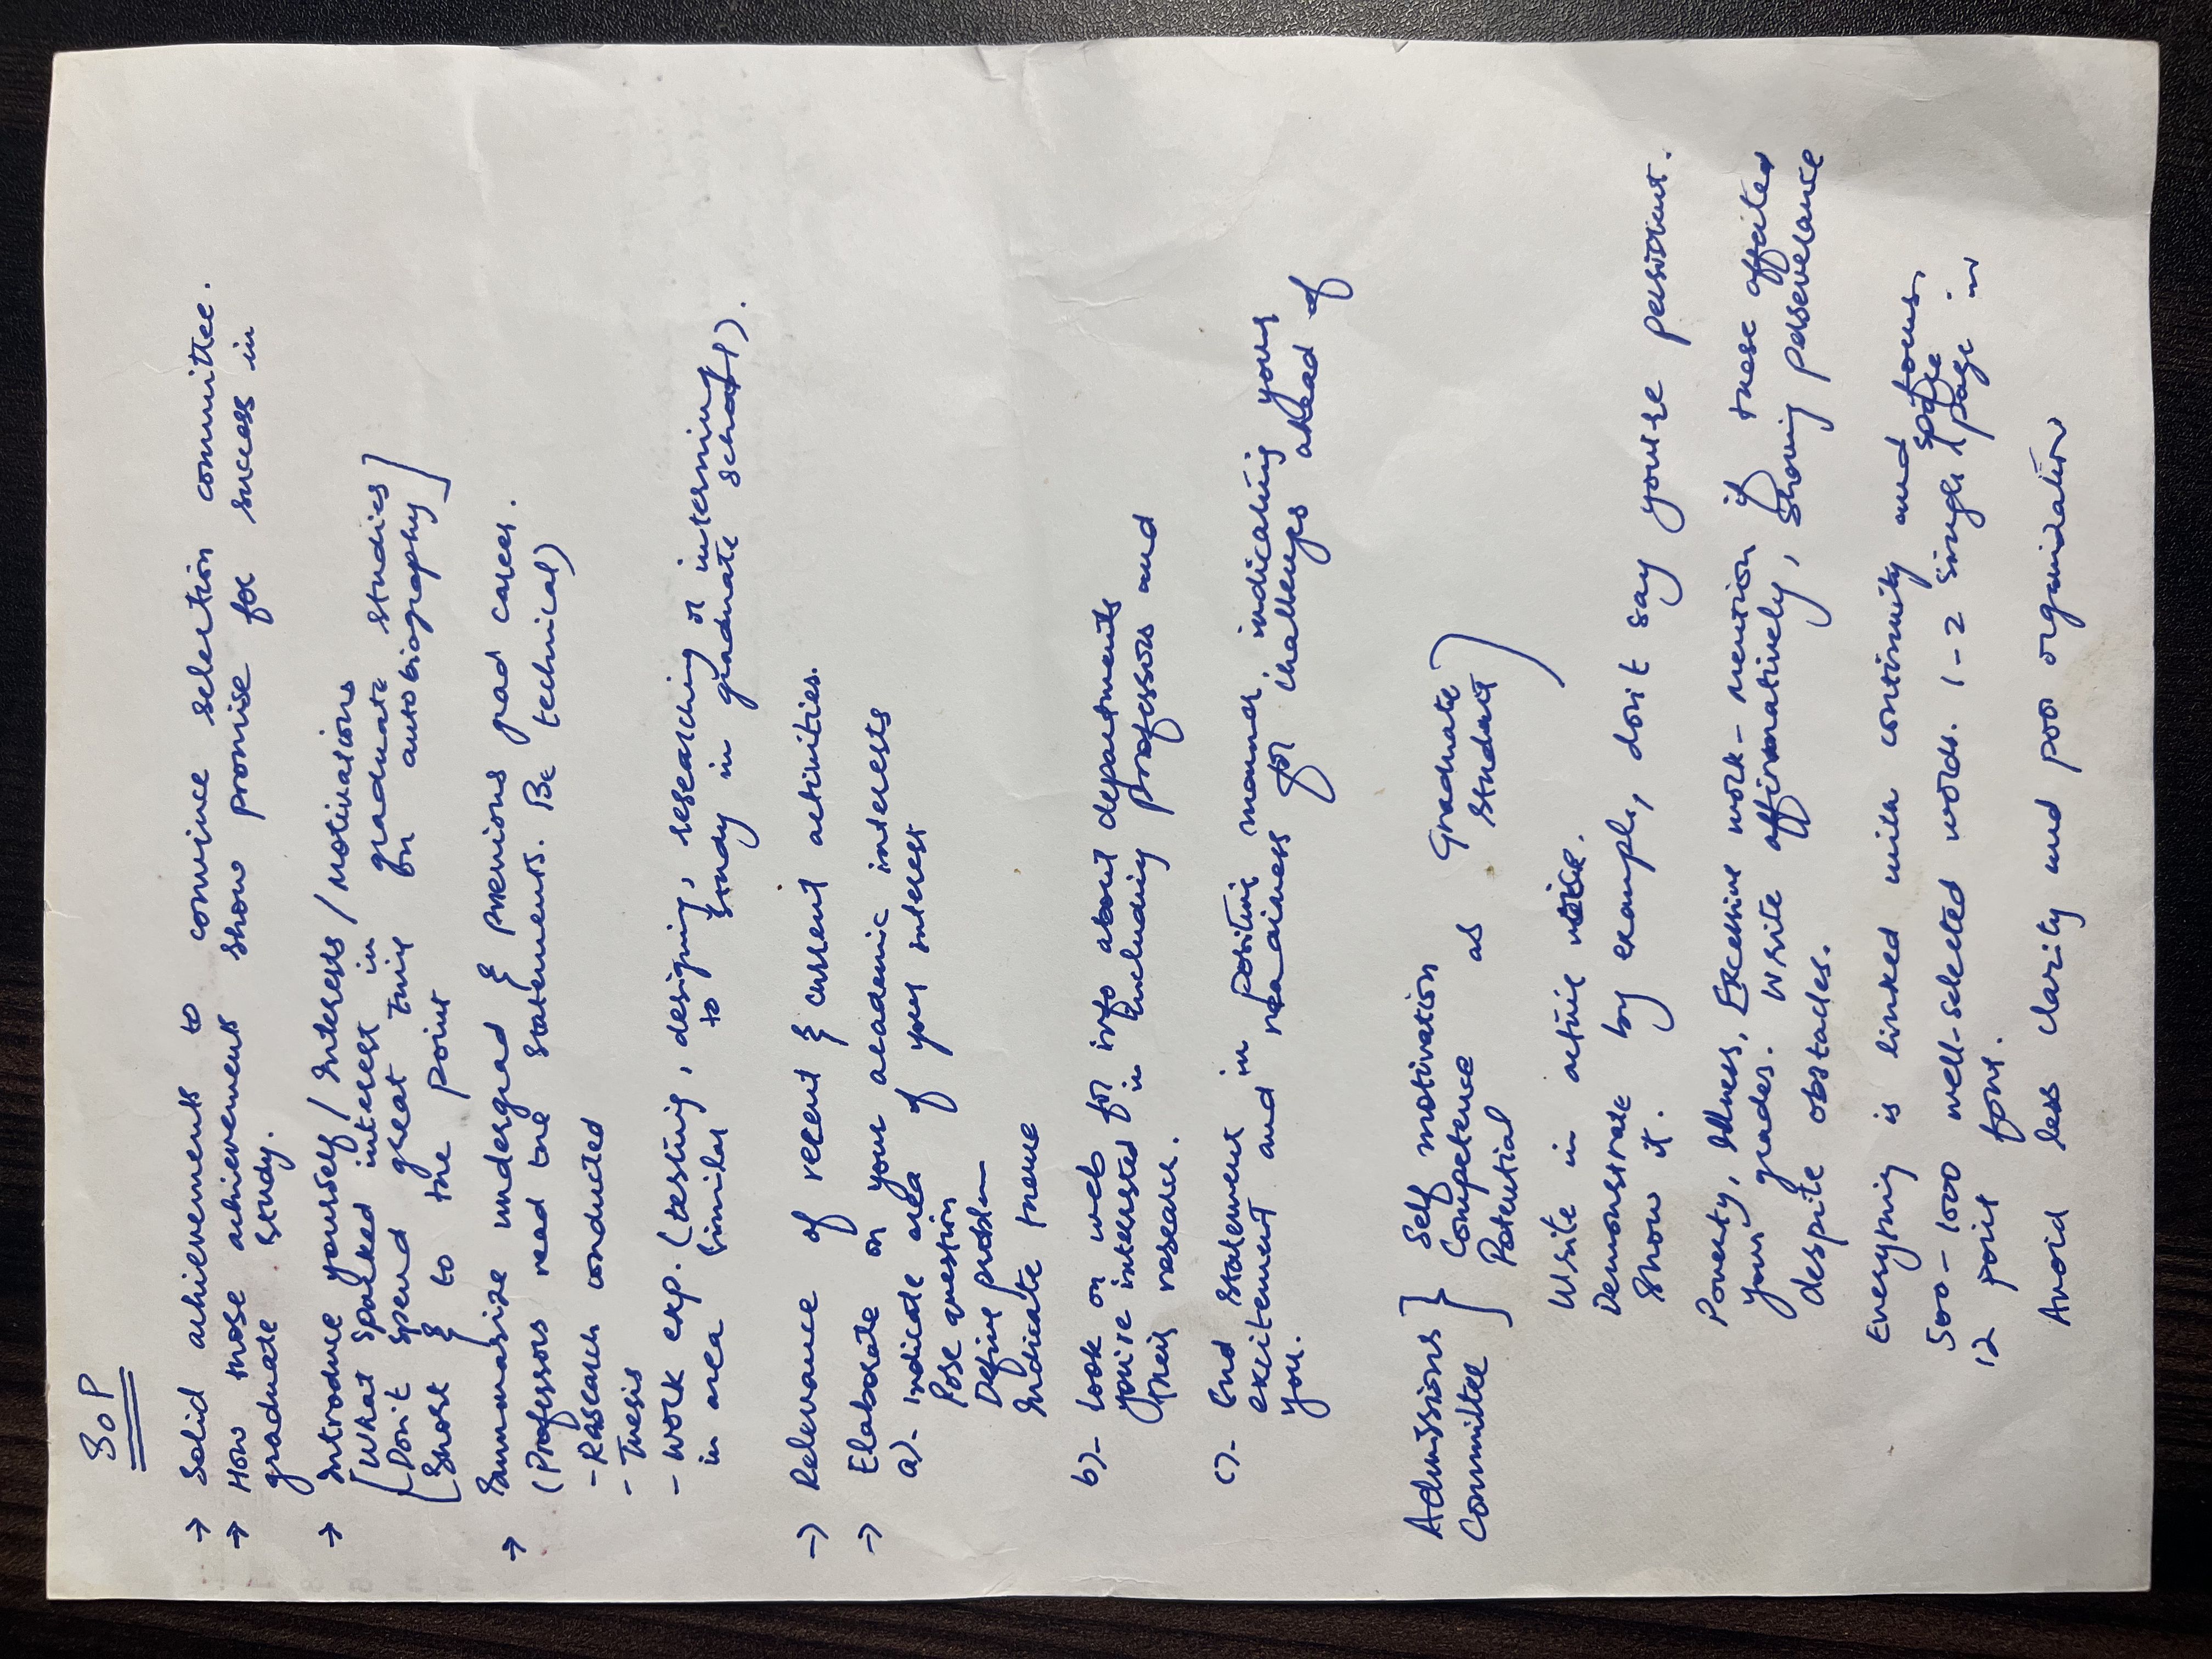 SOP
→ Solid achievements to convince selection committee.
→ How those achievements show promise for success in
graduate study.
→ Introduce yourself / Interests / Motivations
[What sparked interest in graduate studies]
[Don't spend great time on autobiography]
[Short & to the point
→ Summarize undergrad & previous grad career.
(Professors need the statements. Be technical)
- Research conducted
- Thesis
- Work exp. (testing, designing, researching or interning
in area similar to study in graduate school).
→ Relevance of recent & current activities.
→ Elaborate on your academic interests
a)- Indicate area of your interest
Pose question
Define problem
Indicate theme
b)- Look on web for info about departments
you're interested in including professors and
their research.
c)- End statement in positive manner indicating your
excitement and readiness for challenges ahead of
you.
Admissions } Self motivation
Committee } Competence as Graduate
Potential Student )
Write in active voice.
Demonstrate by example, don't say you're persistent.
Show it.
Poverty, Illness, Excessive work - mention if these affected
your grades. Write affirmatively, showing perseverance
despite obstacles.
Everything is linked with continuity and focus.
500-1000 well-selected words. 1-2 single space page in
12 point font.
Avoid less clarity and poor organization